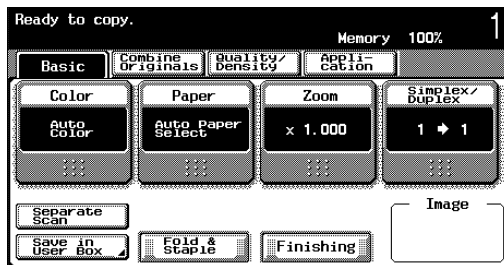 Ready to copy.
Memory 100% 1
Basic
Combine
Originals
Quality/
Density
Appli-
cation
Color
Paper
Zoom
Simplex/
Duplex
Auto
Color
Auto Paper
Select
x 1.000
1 → 1
Separate
Scan
Image
Save in
User Box
Fold &
Staple
Finishing